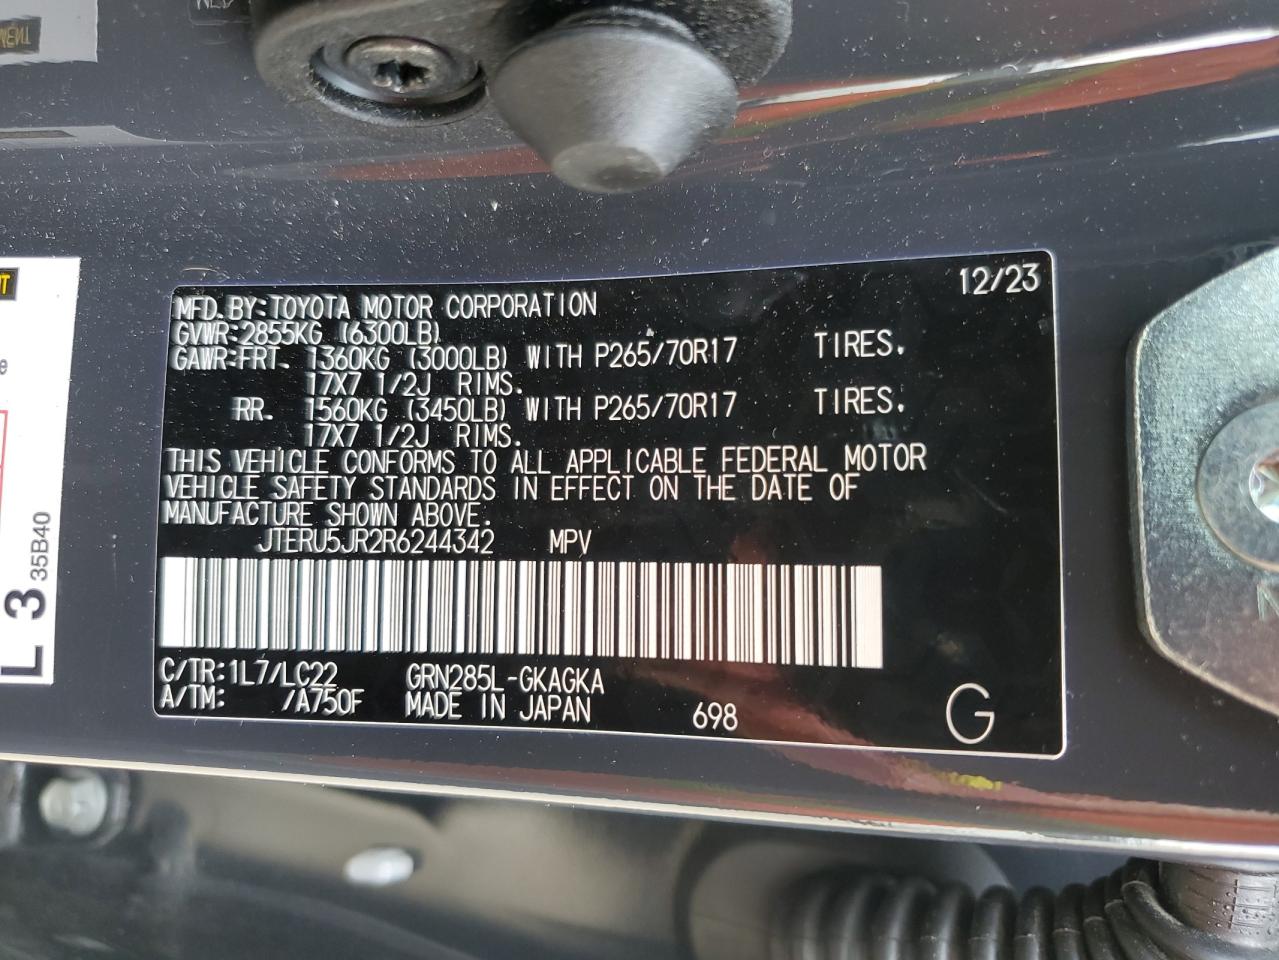 12/23
MFD.BY:TOYOTA MOTOR CORPORATION
GVWR:2855KG (6300LB)
GAWR:FRT. 1360KG (3000LB) WITH P265/70R17 TIRES.
17X7 1/2J RIMS.
RR. 1560KG (3450LB) WITH P265/70R17 TIRES.
17X7 1/2J RIMS.
THIS VEHICLE CONFORMS TO ALL APPLICABLE FEDERAL MOTOR
VEHICLE SAFETY STANDARDS IN EFFECT ON THE DATE OF
MANUFACTURE SHOWN ABOVE.
JTERU5JR2R6244342 MPV
C/TR:1L7/LC22 GRN285L-GKAGKA
A/TM: /A750F MADE IN JAPAN 698 G
L 3 35B40